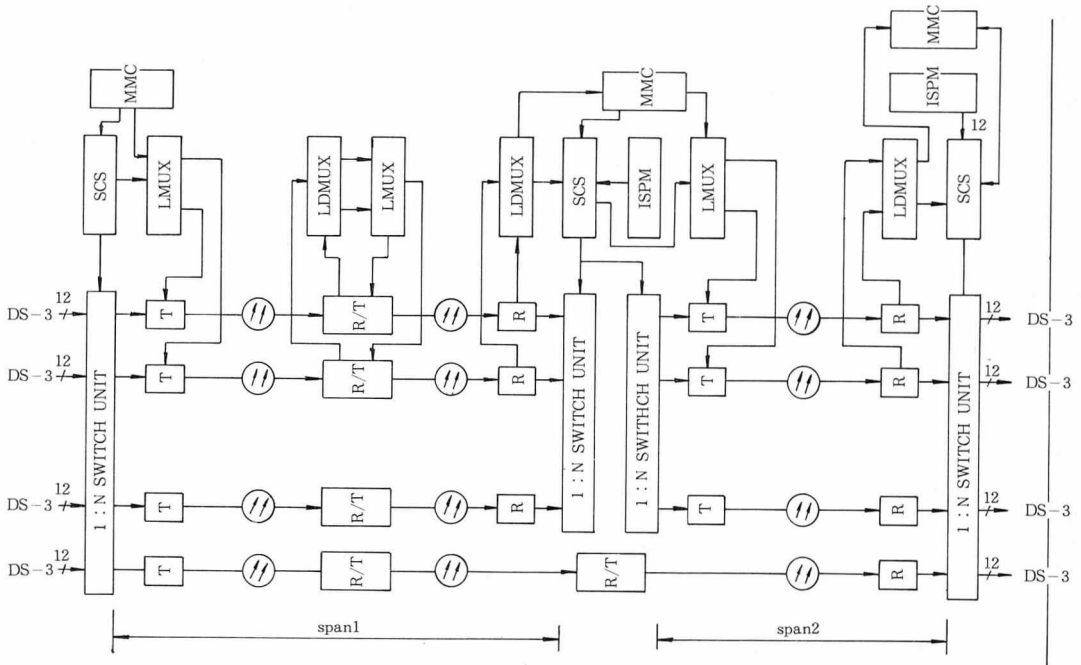 MMC
ISPM
12
MMC
MMC
SCS
LMUX
LDMUX
LMUX
LDMUX
SCS
ISPM
LMUX
LDMUX
SCS
DS-3 12
T
R/T
R
T
R
12 DS-3
DS-3 12
T
R/T
R
T
R
12 DS-3
1 : N SWITCH UNIT
1 : N SWITCH UNIT
1 : N SWITHCH UNIT
1 : N SWITCH UNIT
DS-3 12
T
R/T
R
T
R
12 DS-3
DS-3 12
T
R/T
R/T
R
12 DS-3
span1
span2